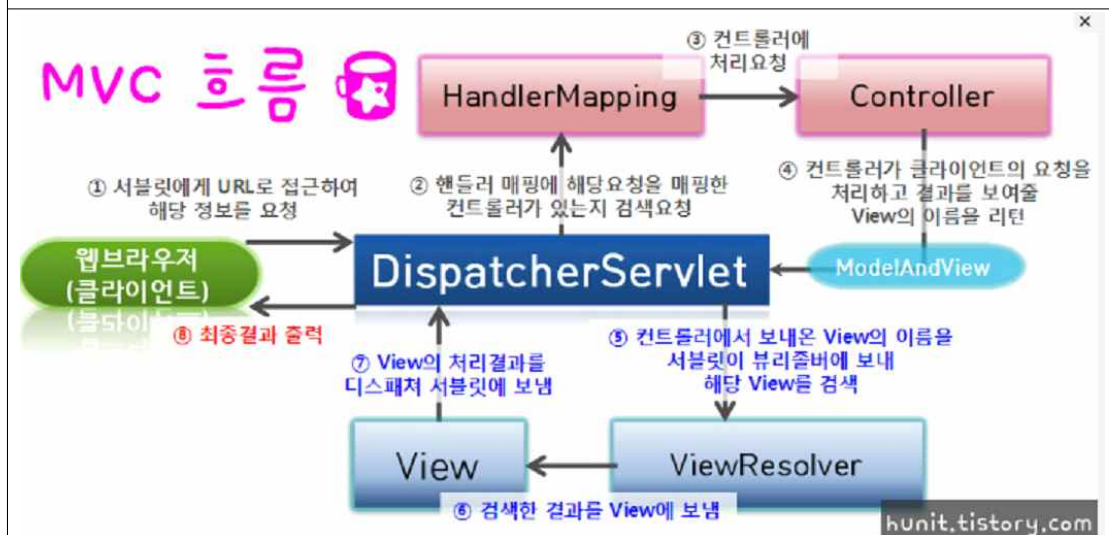 MVC 흐름
③ 컨트롤러에
처리요청
HandlerMapping
Controller
① 서블릿에게 URL로 접근하여
해당 정보를 요청
② 핸들러 매핑에 해당요청을 매핑한
컨트롤러가 있는지 검색요청
④ 컨트롤러가 클라이언트의 요청을
처리하고 결과를 보여줄
View의 이름을 리턴
웹브라우저
(클라이언트)
DispatcherServlet
ModelAndView
⑧ 최종결과 출력
⑦ View의 처리결과를
디스패처 서블릿에 보냄
⑤ 컨트롤러에서 보내온 View의 이름을
서블릿이 뷰리졸버에 보내
해당 View를 검색
View
ViewResolver
⑥ 검색한 결과를 View에 보냄
hunit.tistory.com